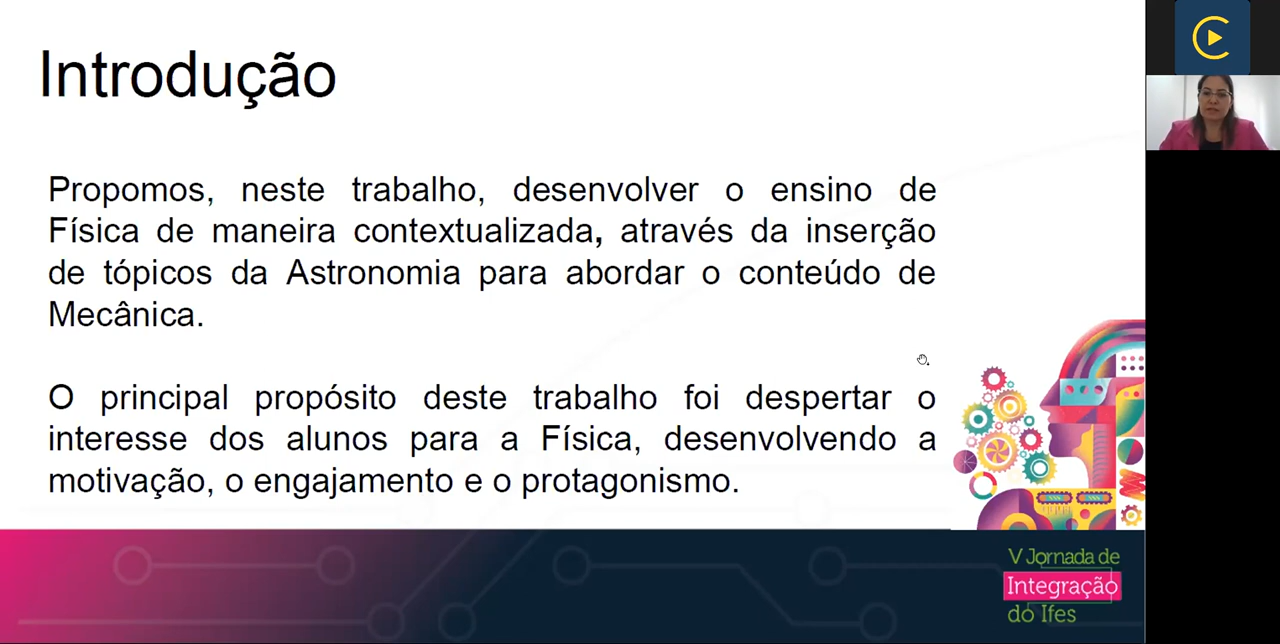 Introdução
Propomos, neste trabalho, desenvolver o ensino de
Física de maneira contextualizada, através da inserção
de tópicos da Astronomia para abordar o conteúdo de
Mecânica.
O principal propósito deste trabalho foi despertar o
interesse dos alunos para a Física, desenvolvendo a
motivação, o engajamento e o protagonismo.
V Jornada de
Integração
do Ifes